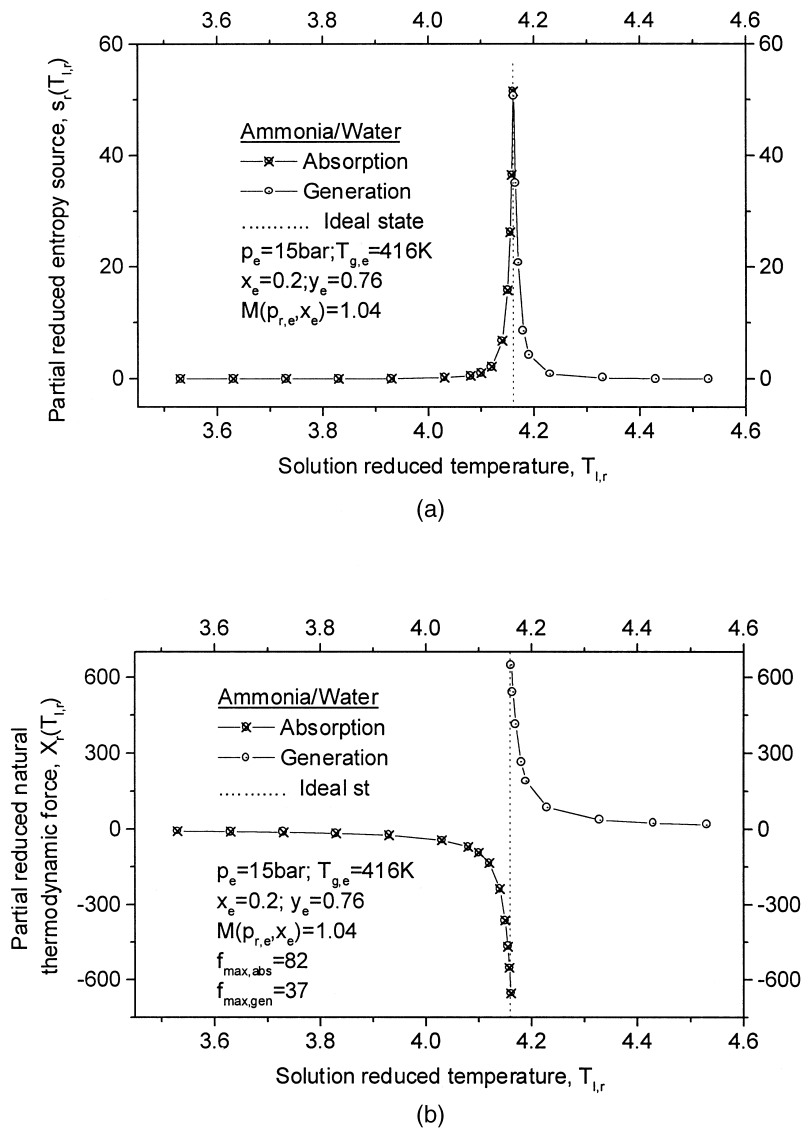 3.6 3.8 4.0 4.2 4.4 4.6
60 60
40 40
20 20
0 0
Partial reduced entropy source, s_r(T_l,r)
Ammonia/Water
Absorption
Generation
Ideal state
p_e=15bar;T_g,e=416K
x_e=0.2;y_e=0.76
M(p_r,e,x_e)=1.04
3.6 3.8 4.0 4.2 4.4 4.6
Solution reduced temperature, T_l,r
(a)
3.6 3.8 4.0 4.2 4.4 4.6
600 600
300 300
0 0
-300 -300
-600 -600
Partial reduced natural
thermodynamic force, X_r(T_l,r)
Ammonia/Water
Absorption
Generation
Ideal st
p_e=15bar; T_g,e=416K
x_e=0.2; y_e=0.76
M(p_r,e,x_e)=1.04
f_max,abs=82
f_max,gen=37
3.6 3.8 4.0 4.2 4.4 4.6
Solution reduced temperature, T_l,r
(b)